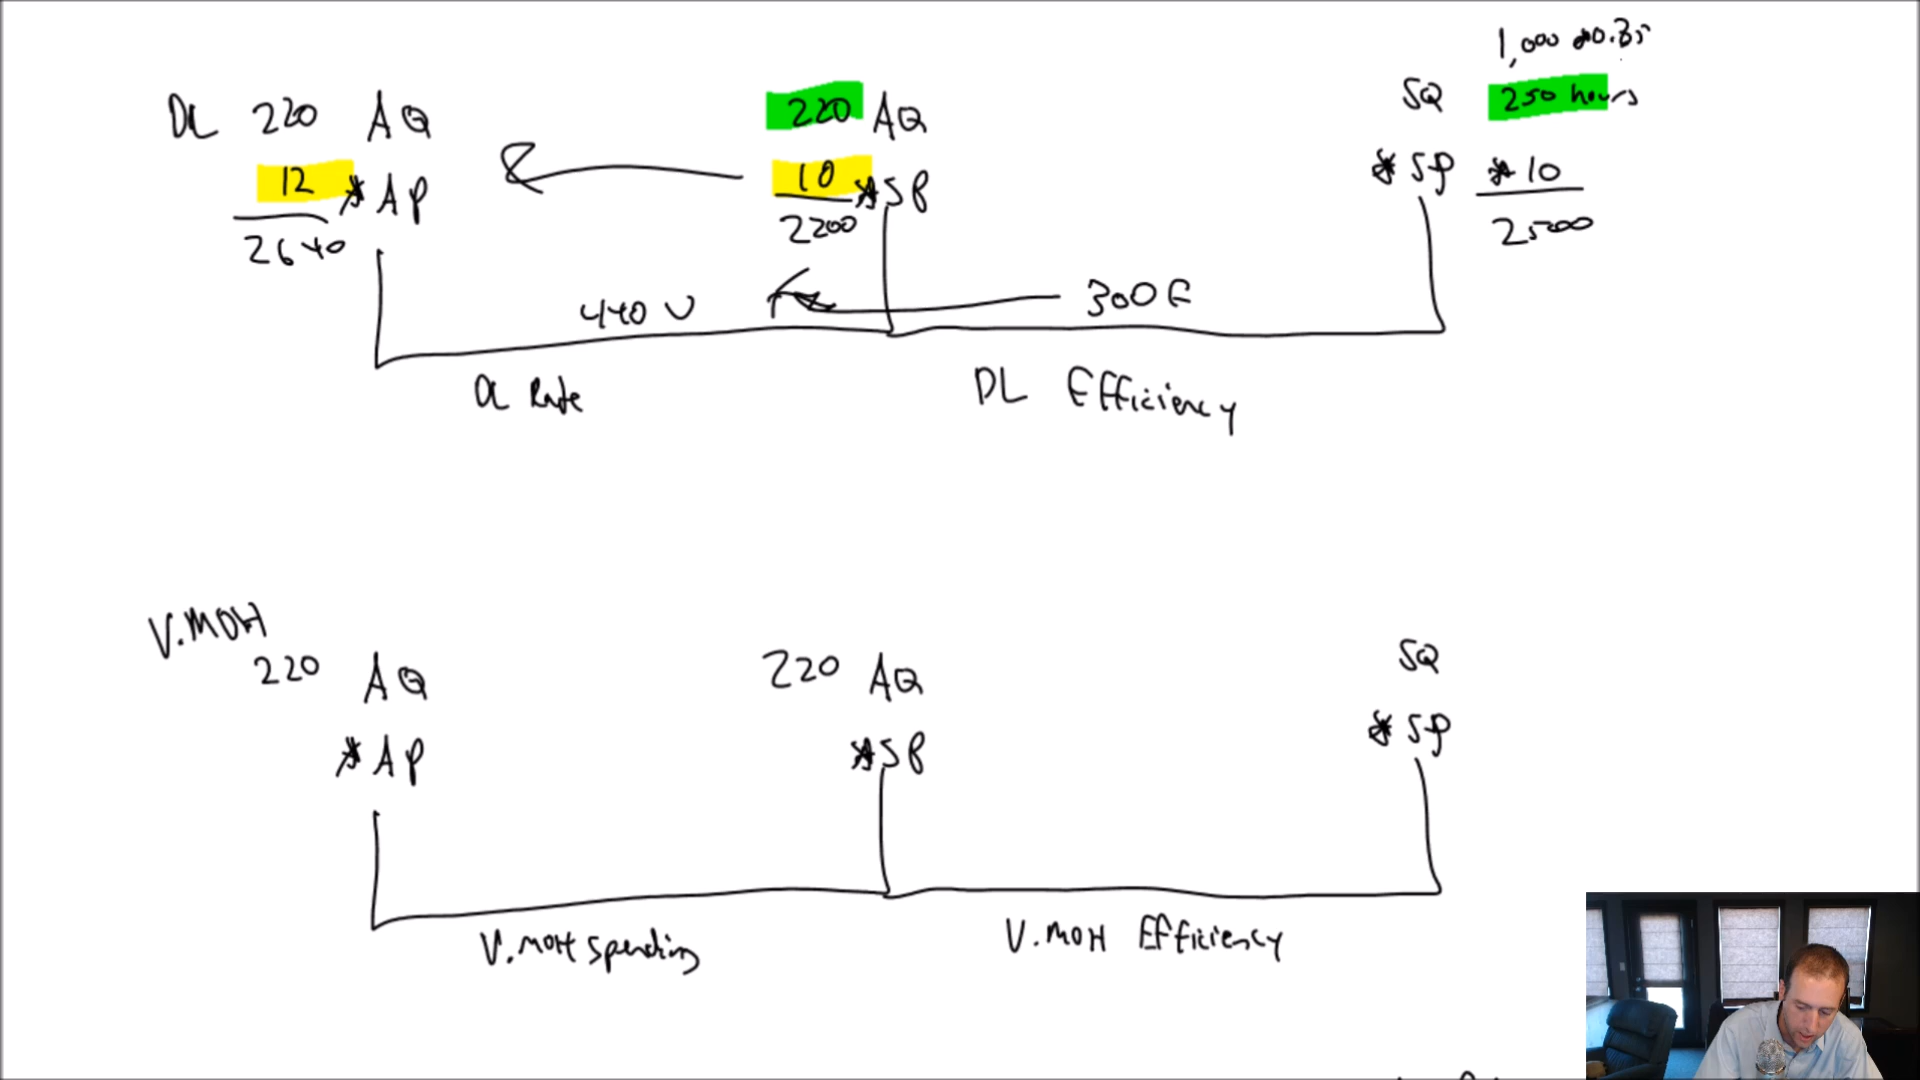 1,000 * 0.25
DL 220 AQ 220 AQ SQ 250 hours
12 * AP 10 * SP * SP * 10
2640 2200 2500
440 U 300 F
DL Rate DL Efficiency
V.MOH
220 AQ 220 AQ SQ
* AP * SP * SP
V.MOH Spending V.MOH Efficiency